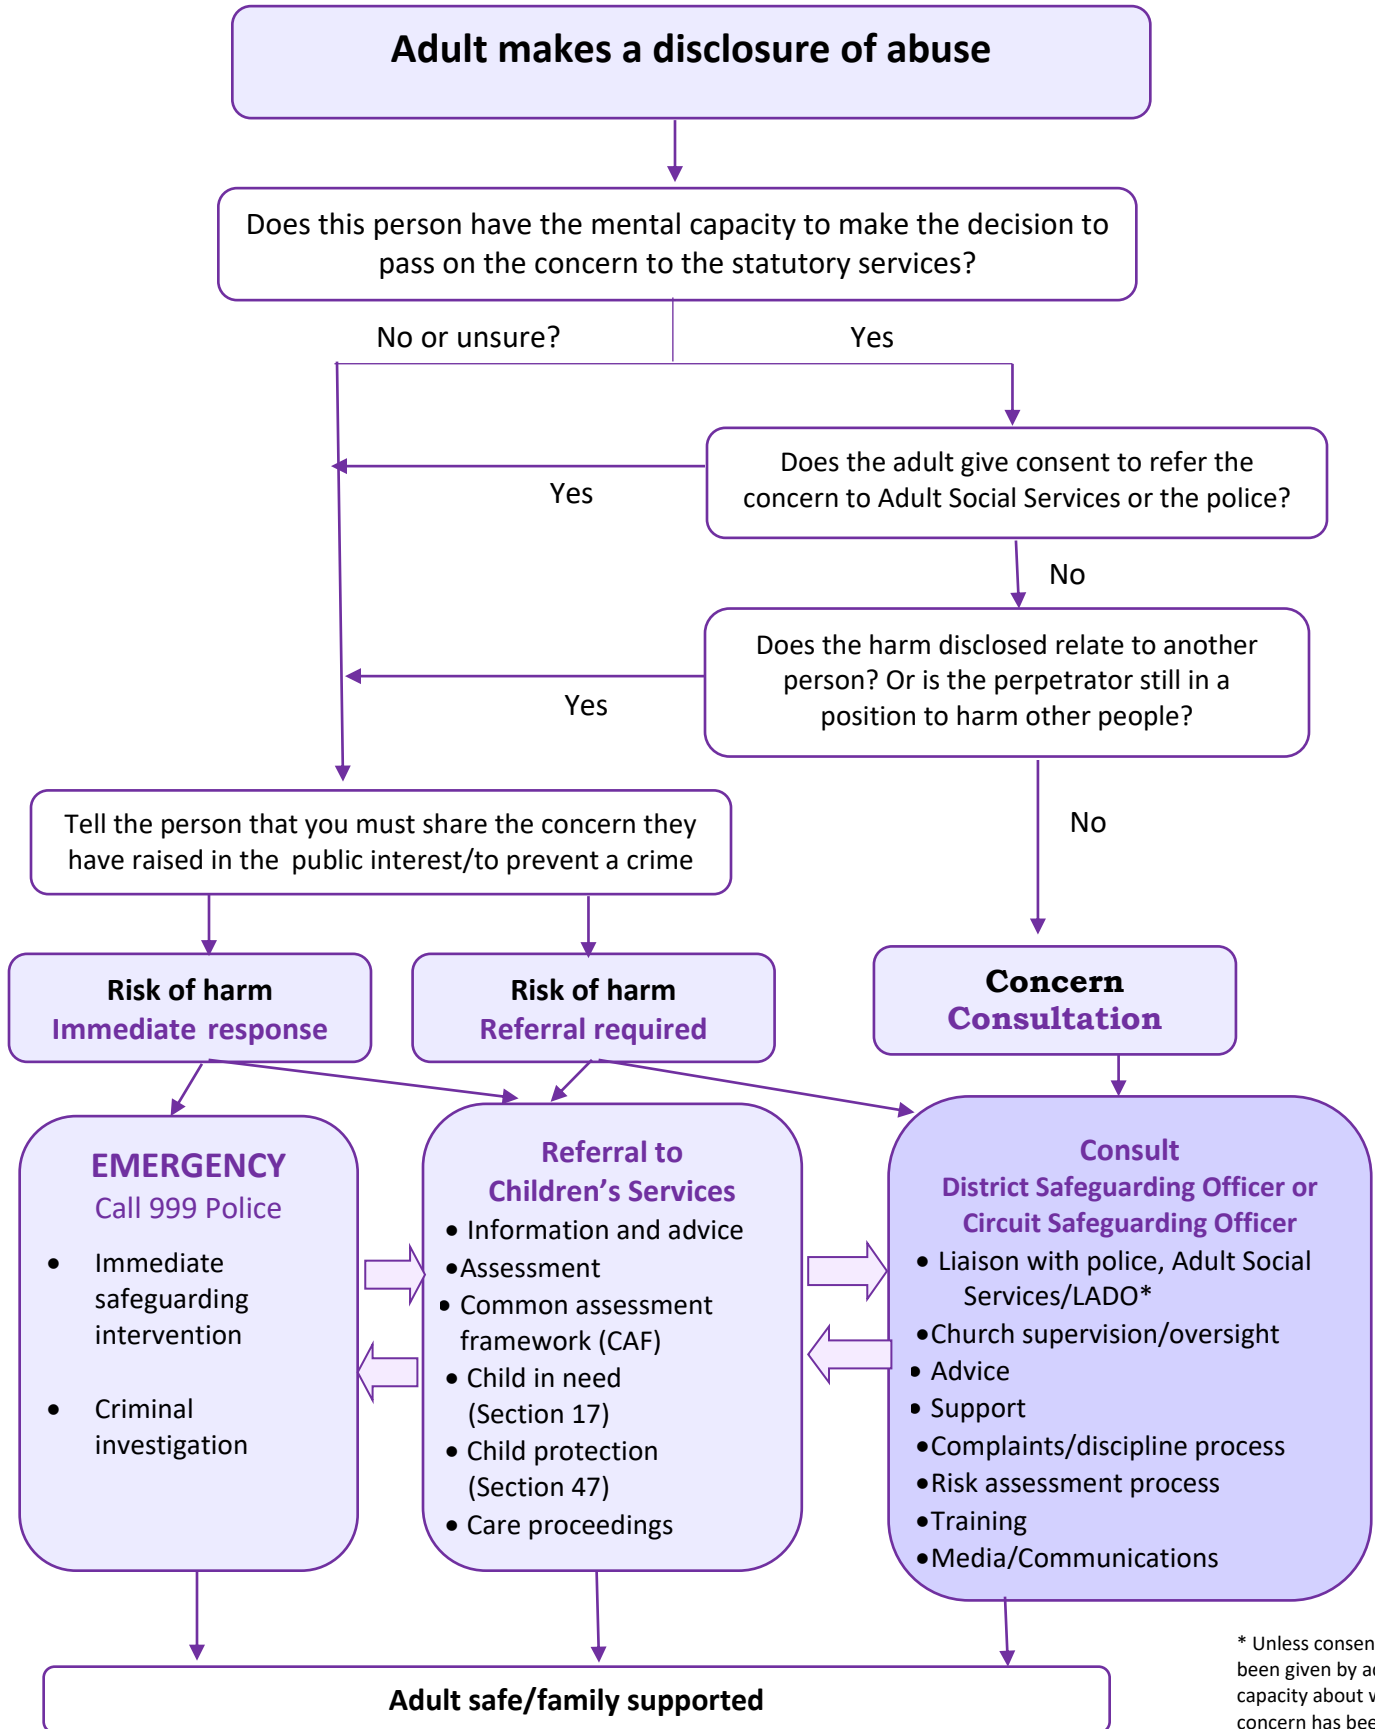 Adult makes a disclosure of abuse
Does this person have the mental capacity to make the decision to
pass on the concern to the statutory services?
No or unsure?
Yes
Does the adult give consent to refer the
concern to Adult Social Services or the police?
Yes
No
Does the harm disclosed relate to another
person? Or is the perpetrator still in a
position to harm other people?
Yes
No
Tell the person that you must share the concern they
have raised in the public interest/to prevent a crime
Risk of harm
Immediate response
Risk of harm
Referral required
Concern
Consultation
EMERGENCY
Call 999 Police
• Immediate
safeguarding
intervention
• Criminal
investigation
Referral to
Children’s Services
• Information and advice
•Assessment
• Common assessment
framework (CAF)
• Child in need
(Section 17)
• Child protection
(Section 47)
• Care proceedings
Consult
District Safeguarding Officer or
Circuit Safeguarding Officer
• Liaison with police, Adult Social
Services/LADO*
•Church supervision/oversight
• Advice
• Support
•Complaints/discipline process
•Risk assessment process
•Training
•Media/Communications
Adult safe/family supported
* Unless
been given by
capacity about
concern has